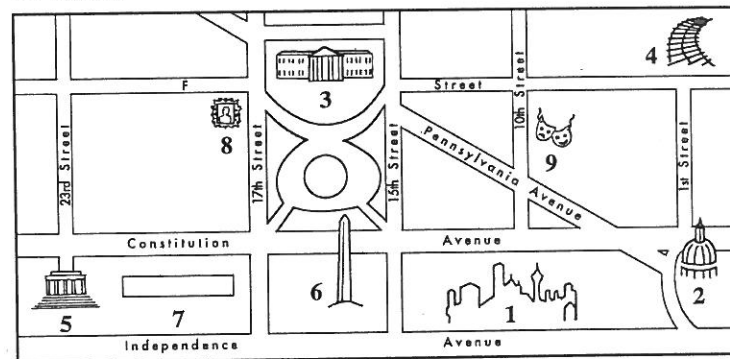 4
F Street
3
10th Street
8
9
Pennsylvania Avenue
23rd Street
17th Street
15th Street
1st Street
Constitution Avenue
5
7
6
1
2
Independence Avenue